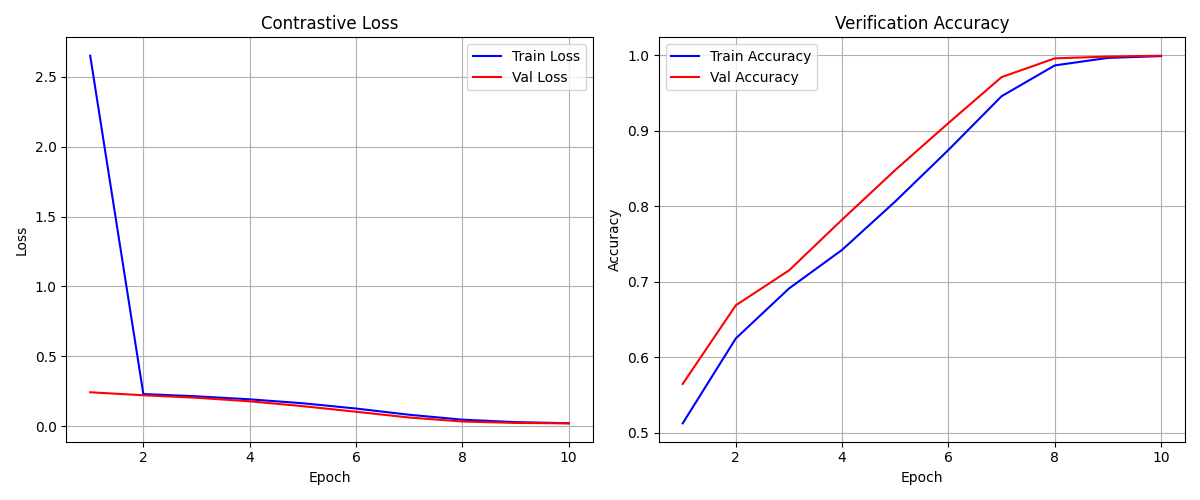 Contrastive Loss
Loss
2.5
2.0
1.5
1.0
0.5
0.0
Train Loss
Val Loss
2 4 6 8 10
Epoch
Verification Accuracy
Accuracy
1.0
0.9
0.8
0.7
0.6
0.5
Train Accuracy
Val Accuracy
2 4 6 8 10
Epoch